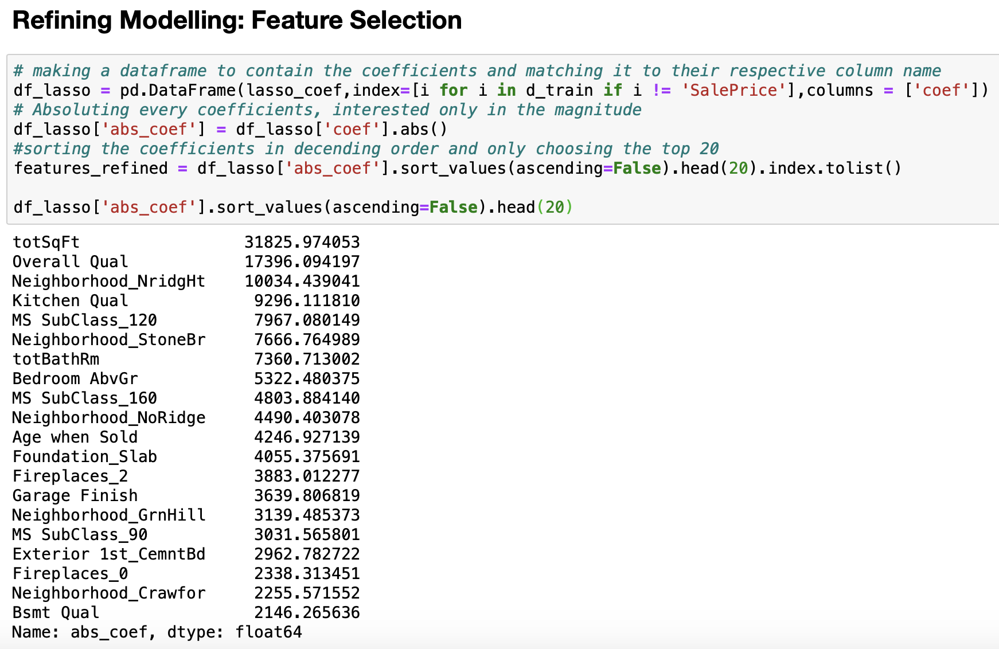 Refining Modelling: Feature Selection
# making a dataframe to contain the coefficients and matching it to their respective column name
df_lasso = pd.DataFrame(lasso_coef,index=[i for i in d_train if i != 'SalePrice'],columns = ['coef'])
# Absoluting every coefficients, interested only in the magnitude
df_lasso['abs_coef'] = df_lasso['coef'].abs()
#sorting the coefficients in decending order and only choosing the top 20
features_refined = df_lasso['abs_coef'].sort_values(ascending=False).head(20).index.tolist()
df_lasso['abs_coef'].sort_values(ascending=False).head(20)
totSqFt 31825.974053
Overall Qual 17396.094197
Neighborhood_NridgHt 10034.439041
Kitchen Qual 9296.111810
MS SubClass_120 7967.080149
Neighborhood_StoneBr 7666.764989
totBathRm 7360.713002
Bedroom AbvGr 5322.480375
MS SubClass_160 4803.884140
Neighborhood_NoRidge 4490.403078
Age when Sold 4246.927139
Foundation_Slab 4055.375691
Fireplaces_2 3883.012277
Garage Finish 3639.806819
Neighborhood_GrnHill 3139.485373
MS SubClass_90 3031.565801
Exterior 1st_CemntBd 2962.782722
Fireplaces_0 2338.313451
Neighborhood_Crawfor 2255.571552
Bsmt Qual 2146.265636
Name: abs_coef, dtype: float64